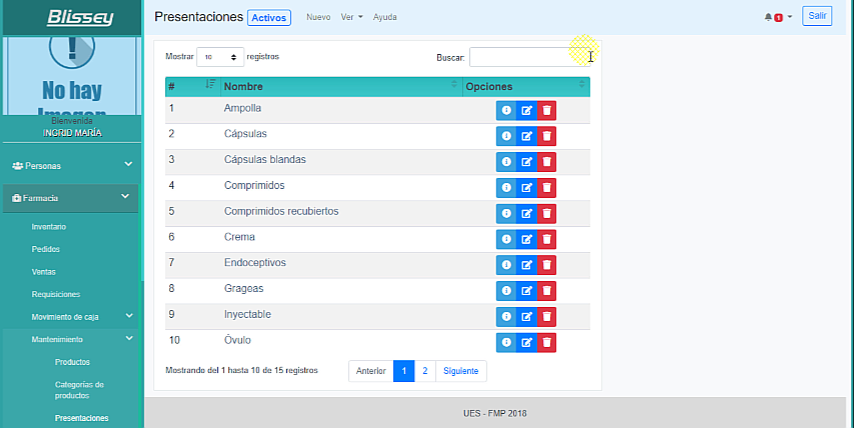 Blissey
Presentaciones Activos Nuevo Ver Ayuda 1 Salir
No hay
Imagen
Bienvenida
INGRID MARÍA
Personas
Farmacia
Inventario
Pedidos
Ventas
Requisiciones
Movimiento de caja
Mantenimiento
Productos
Categorías de
productos
Presentaciones
Mostrar 10 registros Buscar:
# Nombre Opciones
1 Ampolla
2 Cápsulas
3 Cápsulas blandas
4 Comprimidos
5 Comprimidos recubiertos
6 Crema
7 Endoceptivos
8 Grageas
9 Inyectable
10 Óvulo
Mostrando del 1 hasta 10 de 15 registros Anterior 1 2 Siguiente
UES - FMP 2018